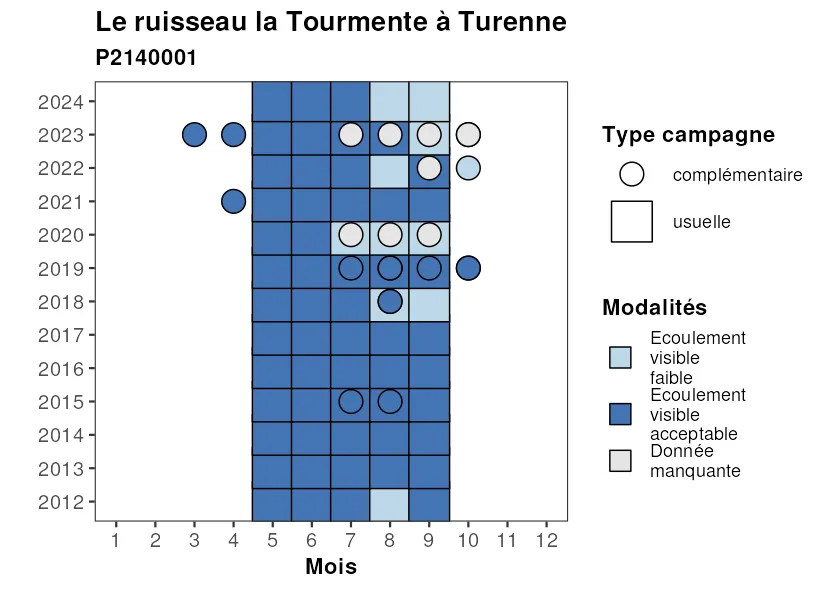 Le ruisseau la Tourmente à Turenne
P2140001
2024
2023
2022
2021
2020
2019
2018
2017
2016
2015
2014
2013
2012
1 2 3 4 5 6 7 8 9 10 11 12
Mois
Type campagne
complémentaire
usuelle
Modalités
Ecoulement
visible
faible
Ecoulement
visible
acceptable
Donnée
manquante